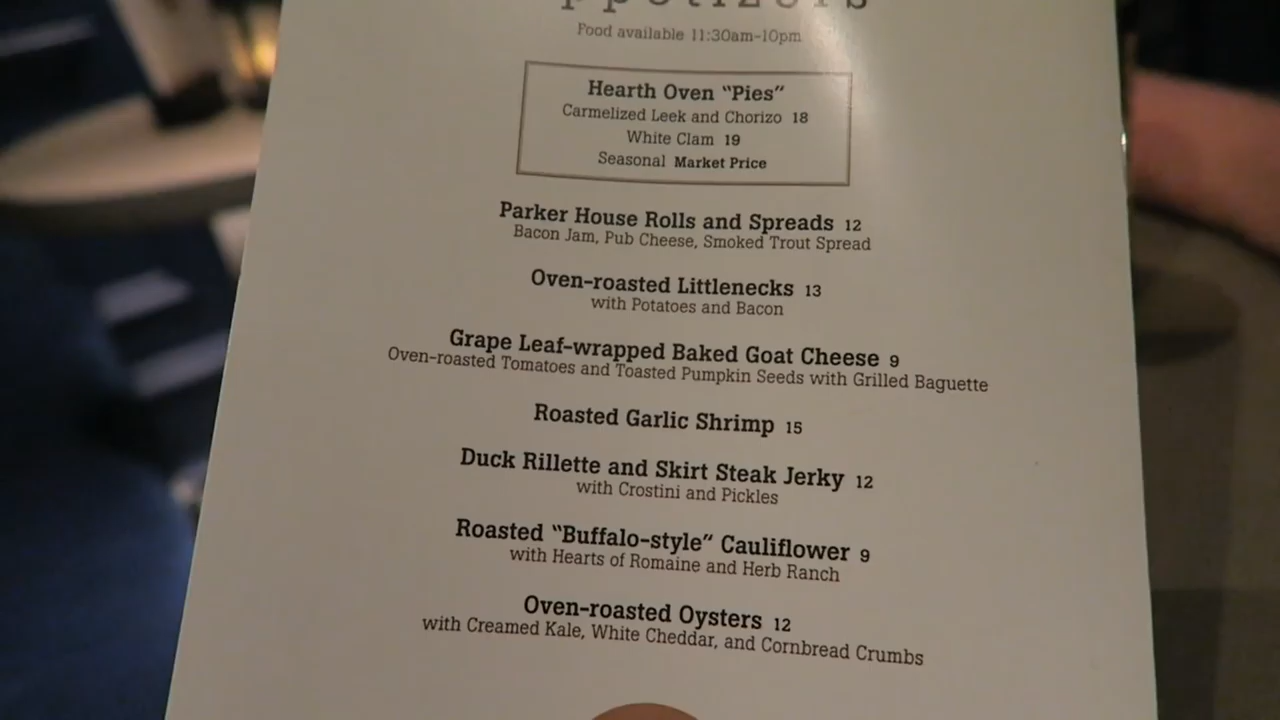 ppetizers
Food available 11:30am-10pm
Hearth Oven "Pies"
Carmelized Leek and Chorizo 18
White Clam 19
Seasonal Market Price
Parker House Rolls and Spreads 12
Bacon Jam, Pub Cheese, Smoked Trout Spread
Oven-roasted Littlenecks 13
with Potatoes and Bacon
Grape Leaf-wrapped Baked Goat Cheese 9
Oven-roasted Tomatoes and Toasted Pumpkin Seeds with Grilled Baguette
Roasted Garlic Shrimp 15
Duck Rillette and Skirt Steak Jerky 12
with Crostini and Pickles
Roasted "Buffalo-style" Cauliflower 9
with Hearts of Romaine and Herb Ranch
Oven-roasted Oysters 12
with Creamed Kale, White Cheddar, and Cornbread Crumbs